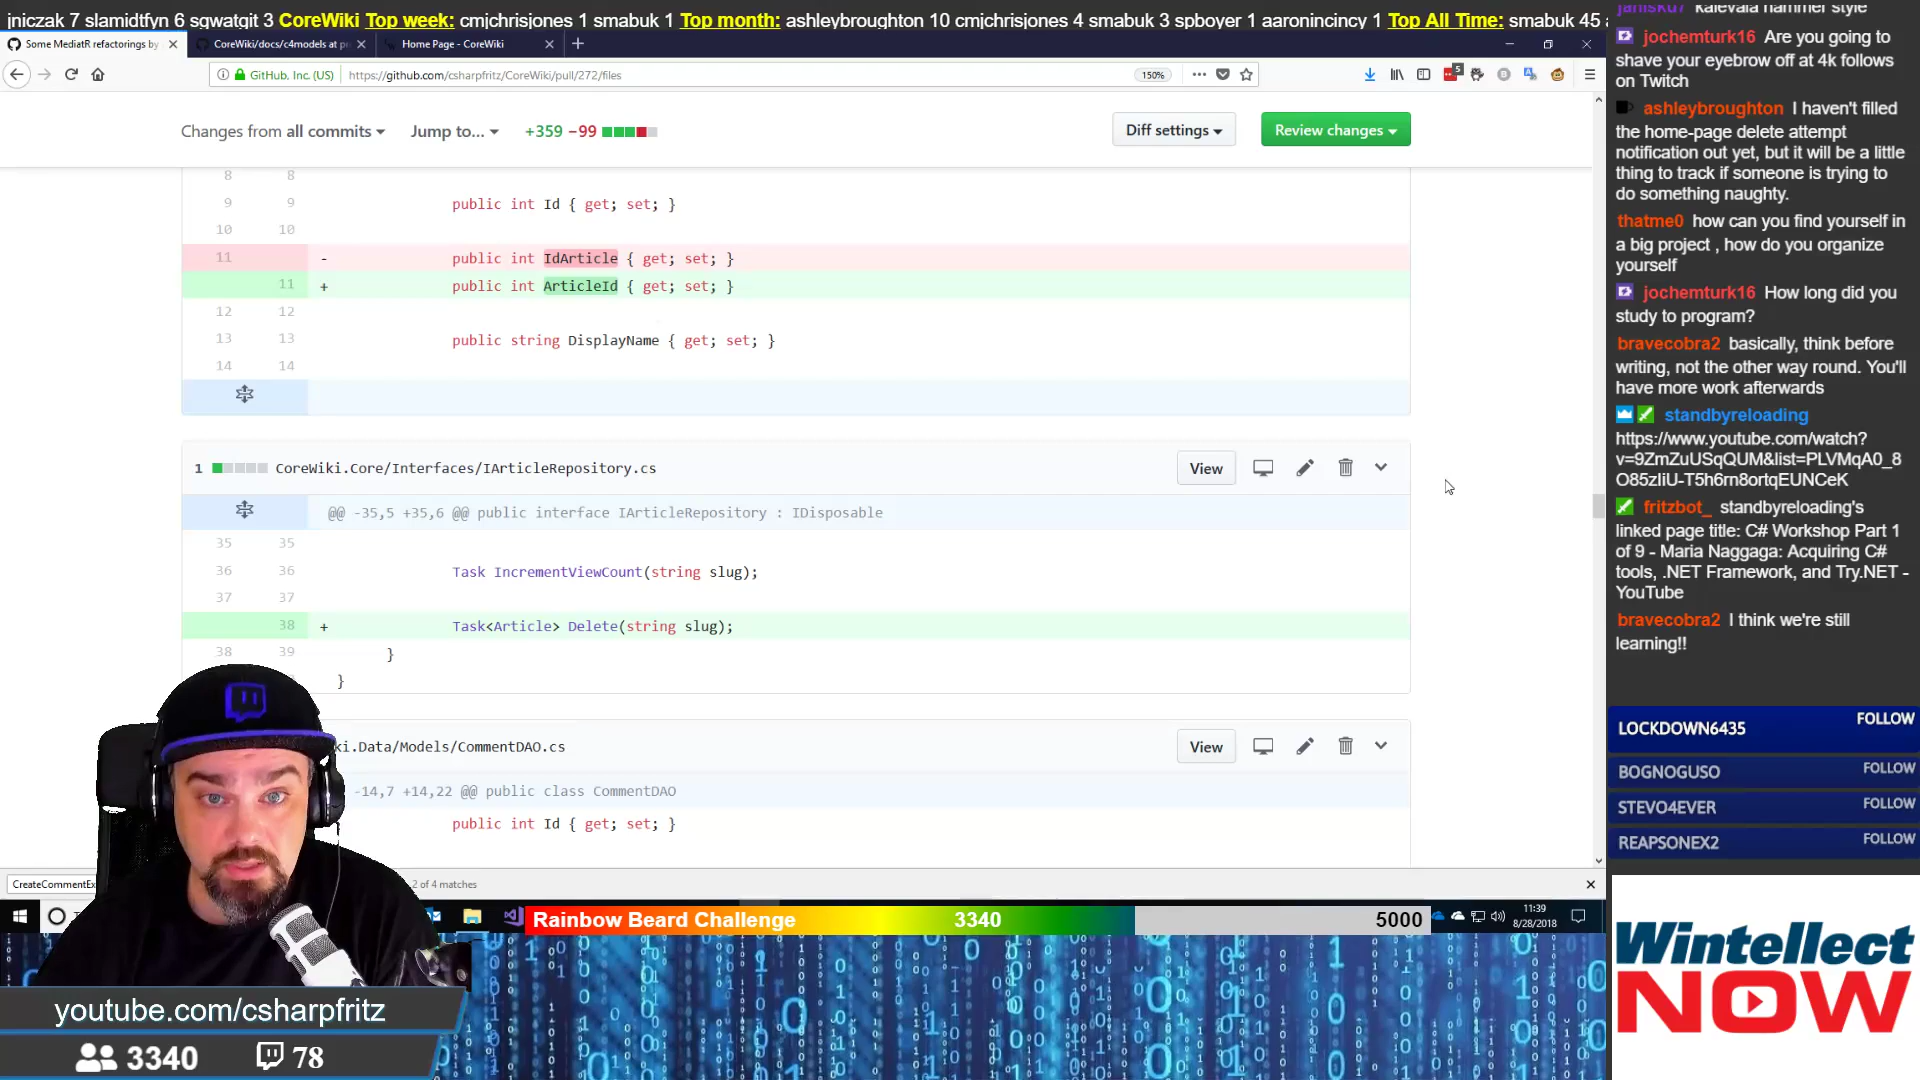 jniczak 7 slamidtfyn 6 sqwatgit 3 CoreWiki Top week: cmjchrisjones 1 smabuk 1 Top month: ashleybroughton 10 cmjchrisjones 4 smabuk 3 spboyer 1 aaronincincy 1 Top All Time: smabuk 45
Some MediatR refactorings by
CoreWiki/docs/c4models at
Home Page - CoreWiki
GitHub, Inc. (US)
https://github.com/csharpfritz/CoreWiki/pull/272/files
150%
5
Changes from all commits
Jump to...
+359 −99
Diff settings
Review changes
8 8
9 9 public int Id { get; set; }
10 10
11 - public int IdArticle { get; set; }
11 + public int ArticleId { get; set; }
12 12
13 13 public string DisplayName { get; set; }
14 14
1 CoreWiki.Core/Interfaces/IArticleRepository.cs
View
@@ -35,5 +35,6 @@ public interface IArticleRepository : IDisposable
35 35
36 36 Task IncrementViewCount(string slug);
37 37
38 + Task<Article> Delete(string slug);
38 39 }
}
ki.Data/Models/CommentDAO.cs
View
-14,7 +14,22 @@ public class CommentDAO
public int Id { get; set; }
CreateCommentEx
2 of 4 matches
Rainbow Beard Challenge
3340
5000
11:39
8/28/2018
youtube.com/csharpfritz
3340
78
janisku7 kalevala hammer style
jochemturk16 Are you going to
shave your eyebrow off at 4k follows
on Twitch
ashleybroughton I haven't filled
the home-page delete attempt
notification out yet, but it will be a little
thing to track if someone is trying to
do something naughty.
thatme0 how can you find yourself in
a big project , how do you organize
yourself
jochemturk16 How long did you
study to program?
bravecobra2 basically, think before
writing, not the other way round. You'll
have more work afterwards
standbyreloading
https://www.youtube.com/watch?
v=9ZmZuUSqQUM&list=PLVMqA0_8
O85zIiU-T5h6rn8ortqEUNCeK
fritzbot_ standbyreloading's
linked page title: C# Workshop Part 1
of 9 - Maria Naggaga: Acquiring C#
tools, .NET Framework, and Try.NET -
YouTube
bravecobra2 I think we're still
learning!!
LOCKDOWN6435 FOLLOW
BOGNOGUSO FOLLOW
STEVO4EVER FOLLOW
REAPSONEX2 FOLLOW
Wintellect
NOW